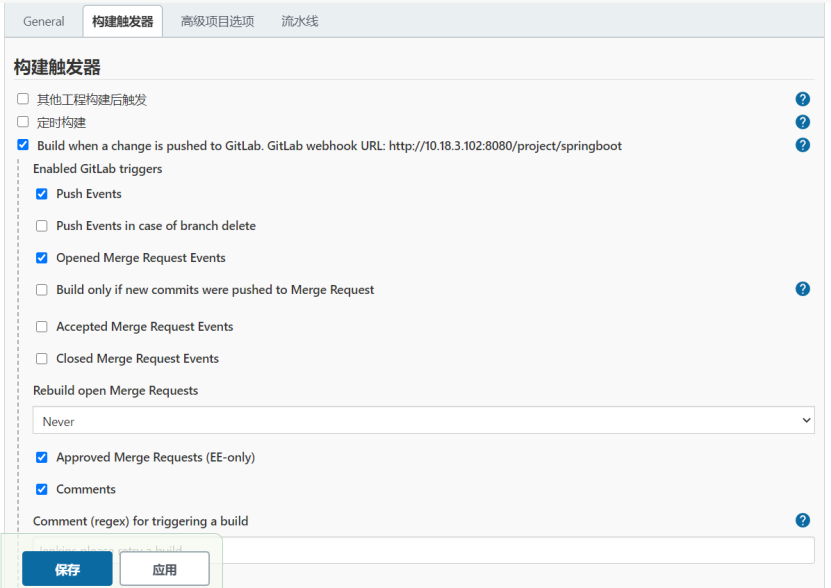 General 构建触发器 高级项目选项 流水线
构建触发器
其他工程构建后触发
定时构建
Build when a change is pushed to GitLab. GitLab webhook URL: http://10.18.3.102:8080/project/springboot
Enabled GitLab triggers
Push Events
Push Events in case of branch delete
Opened Merge Request Events
Build only if new commits were pushed to Merge Request
Accepted Merge Request Events
Closed Merge Request Events
Rebuild open Merge Requests
Never
Approved Merge Requests (EE-only)
Comments
Comment (regex) for triggering a build
Jenkins please retry a build
保存 应用